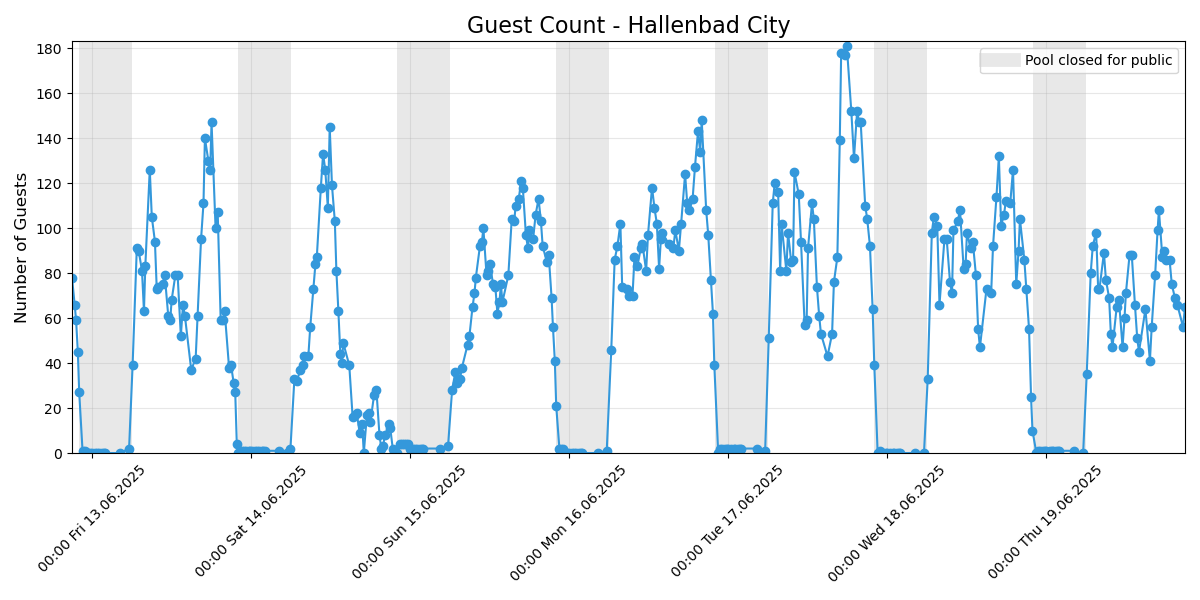 Guest Count - Hallenbad City
Pool closed for public
Number of Guests
180
160
140
120
100
80
60
40
20
0
00:00 Fri 13.06.2025
00:00 Sat 14.06.2025
00:00 Sun 15.06.2025
00:00 Mon 16.06.2025
00:00 Tue 17.06.2025
00:00 Wed 18.06.2025
00:00 Thu 19.06.2025